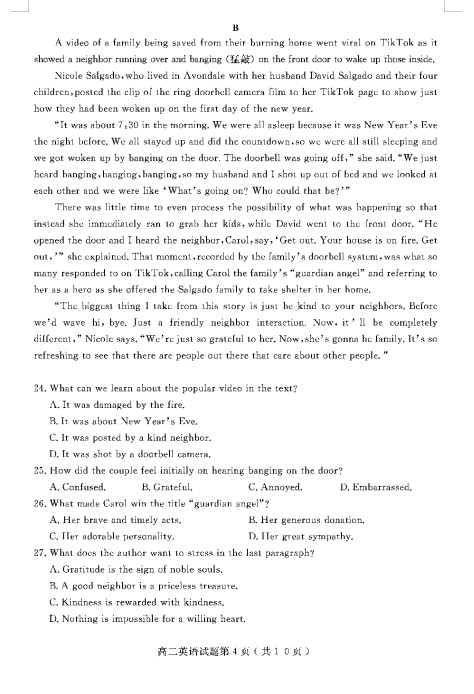 B
A video of a family being saved from their burning home went viral on TikTok as it
showed a neighbor running over and banging (猛敲) on the front door to wake up those inside.
Nicole Salgado,who lived in Avondale with her husband David Salgado and their four
children,posted the clip of the ring doorbell camera film to her TikTok page to show just
how they had been woken up on the first day of the new year.
"It was about 7:30 in the morning. We were all asleep because it was New Year's Eve
the night before. We all stayed up and did the countdown,so we were all still sleeping and
we got woken up by banging on the door. The doorbell was going off," she said. "We just
heard banging,banging,banging,so my husband and I shot up out of bed and we looked at
each other and we were like 'What's going on? Who could that be?'"
There was little time to even process the possibility of what was happening so that
instead she immediately ran to grab her kids, while David went to the front door. "He
opened the door and I heard the neighbor,Carol,say,'Get out. Your house is on fire. Get
out,'" she explained. That moment,recorded by the family's doorbell system,was what so
many responded to on TikTok,calling Carol the family's "guardian angel" and referring to
her as a hero as she offered the Salgado family to take shelter in her home.
"The biggest thing I take from this story is just be kind to your neighbors. Before
we'd wave hi, bye. Just a friendly neighbor interaction. Now, it'll be completely
different," Nicole says. "We're just so grateful to her. Now,she's gonna be family. It's so
refreshing to see that there are people out there that care about other people."
24. What can we learn about the popular video in the text?
A. It was damaged by the fire.
B. It was about New Year's Eve.
C. It was posted by a kind neighbor.
D. It was shot by a doorbell camera.
25. How did the couple feel initially on hearing banging on the door?
A. Confused. B. Grateful. C. Annoyed. D. Embarrassed.
26. What made Carol win the title "guardian angel"?
A. Her brave and timely acts. B. Her generous donation.
C. Her adorable personality. D. Her great sympathy.
27. What does the author want to stress in the last paragraph?
A. Gratitude is the sign of noble souls.
B. A good neighbor is a priceless treasure.
C. Kindness is rewarded with kindness.
D. Nothing is impossible for a willing heart.
高二英语试题第4页(共10页)